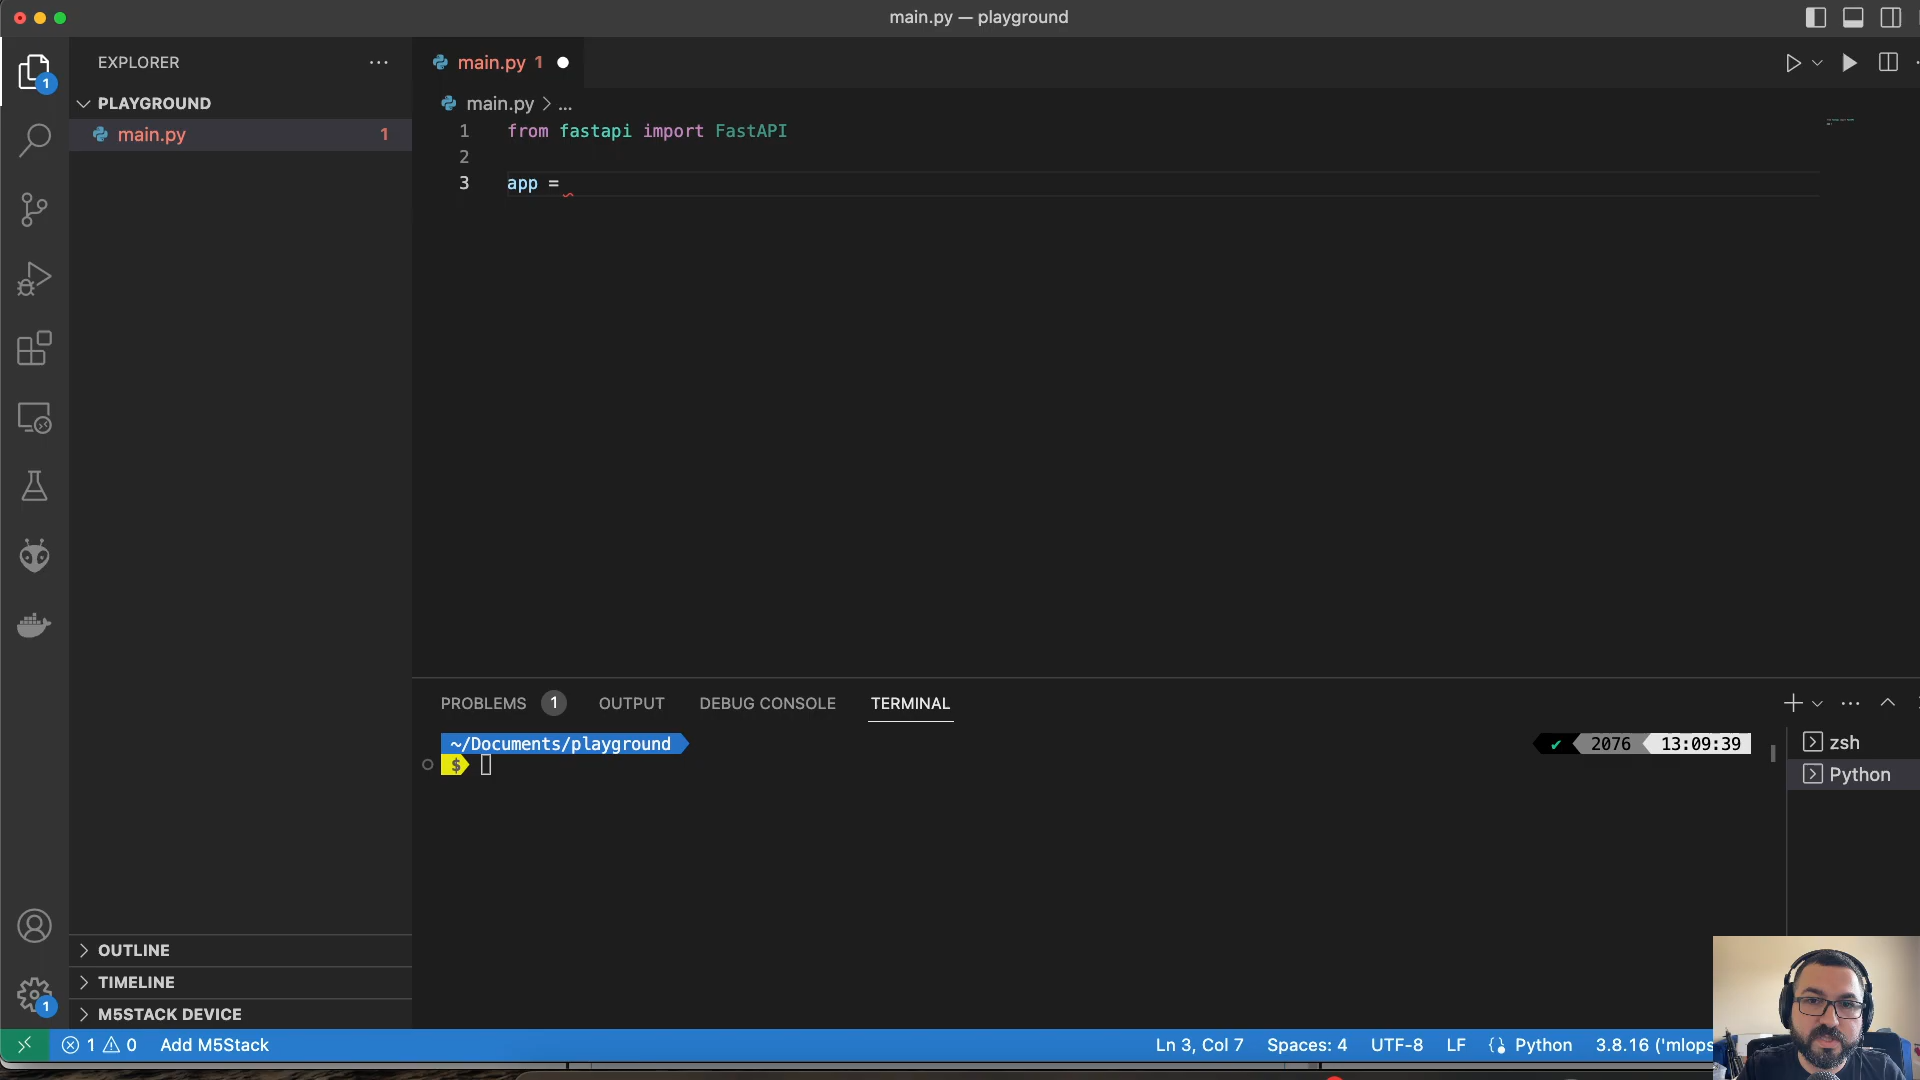 main.py — playground
EXPLORER
PLAYGROUND
main.py 1
1
main.py 1
main.py > ...
1 from fastapi import FastAPI
2
3 app =
PROBLEMS 1 OUTPUT DEBUG CONSOLE TERMINAL
~/Documents/playground
✔ 2076 13:09:39
$
zsh
Python
OUTLINE
TIMELINE
M5STACK DEVICE
1
1 0 Add M5Stack Ln 3, Col 7 Spaces: 4 UTF-8 LF Python 3.8.16 ('mlops